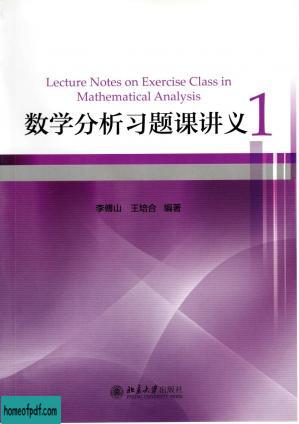 Lecture Notes on Exercise Class in
Mathematical Analysis
数学分析习题课讲义1
李傅山 王培合 编著
北京大学出版社
homeofpdf.com